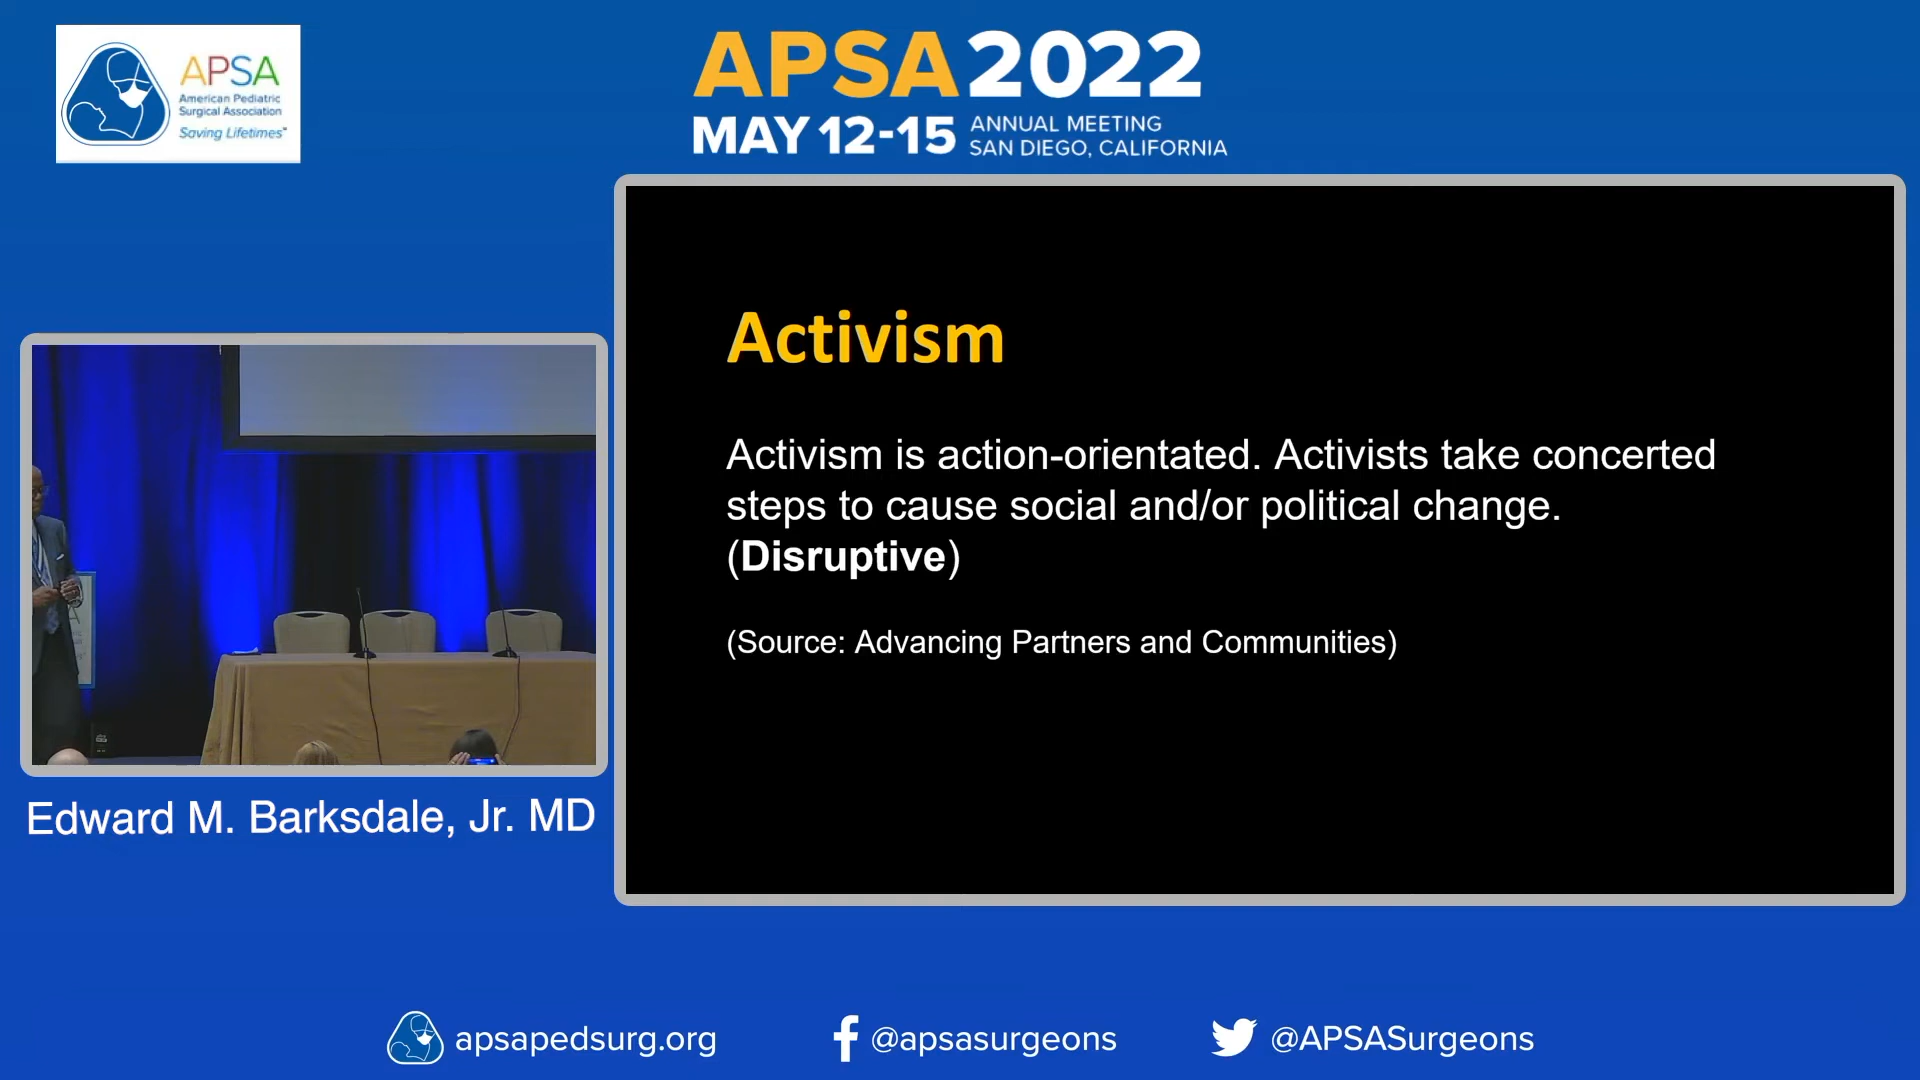 APSA
American Pediatric
Surgical Association
Saving Lifetimes™
APSA 2022
MAY 12-15
ANNUAL MEETING
SAN DIEGO, CALIFORNIA
Activism
Activism is action-orientated. Activists take concerted
steps to cause social and/or political change.
(Disruptive)
(Source: Advancing Partners and Communities)
Edward M. Barksdale, Jr. MD
apsapedsurg.org
@apsasurgeons
@APSASurgeons